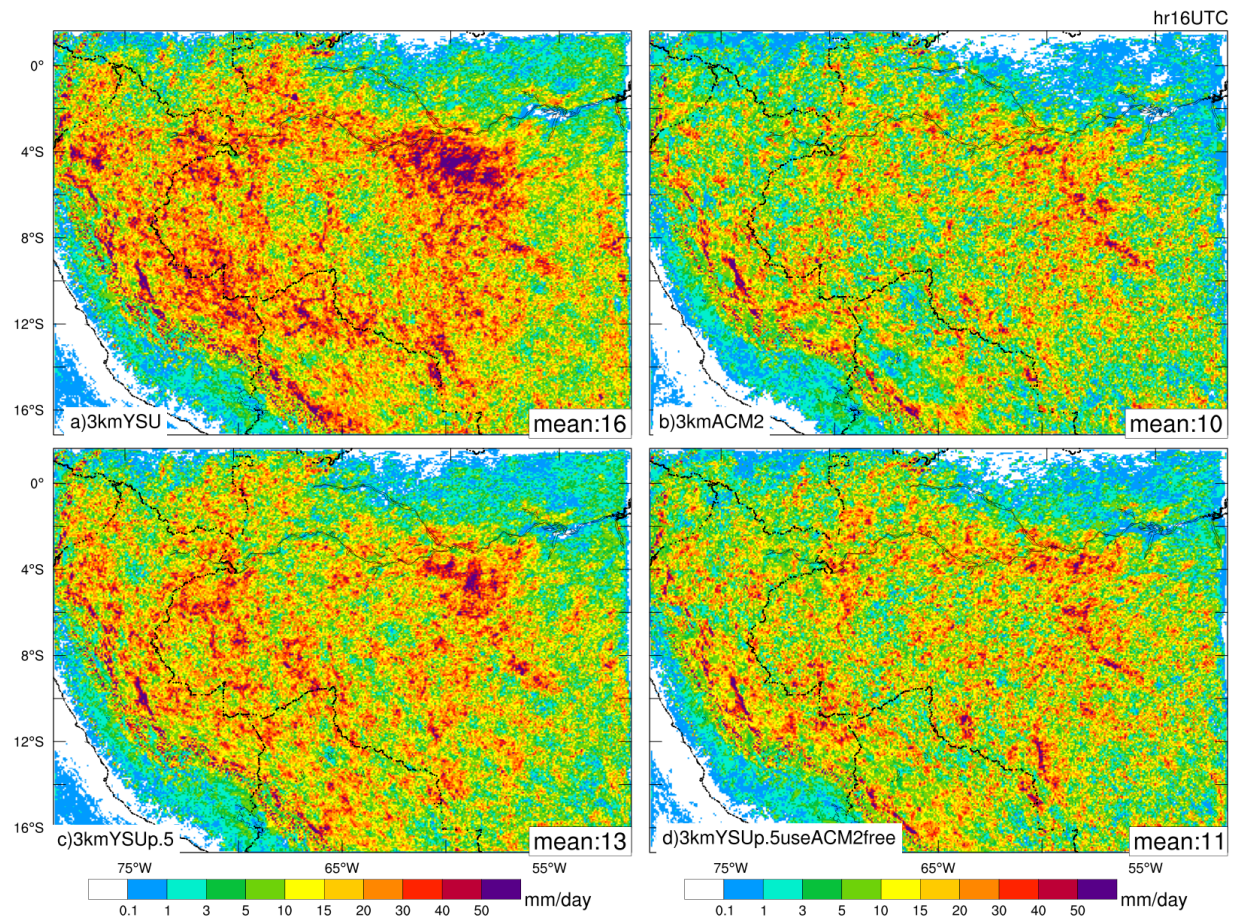 hr16UTC
0°
4°S
8°S
12°S
16°S
a)3kmYSU
mean:16
b)3kmACM2
mean:10
0°
4°S
8°S
12°S
16°S
c)3kmYSUp.5
mean:13
d)3kmYSUp.5useACM2free
mean:11
75°W 65°W 55°W
75°W 65°W 55°W
mm/day
0.1 1 3 5 10 15 20 30 40 50
mm/day
0.1 1 3 5 10 15 20 30 40 50